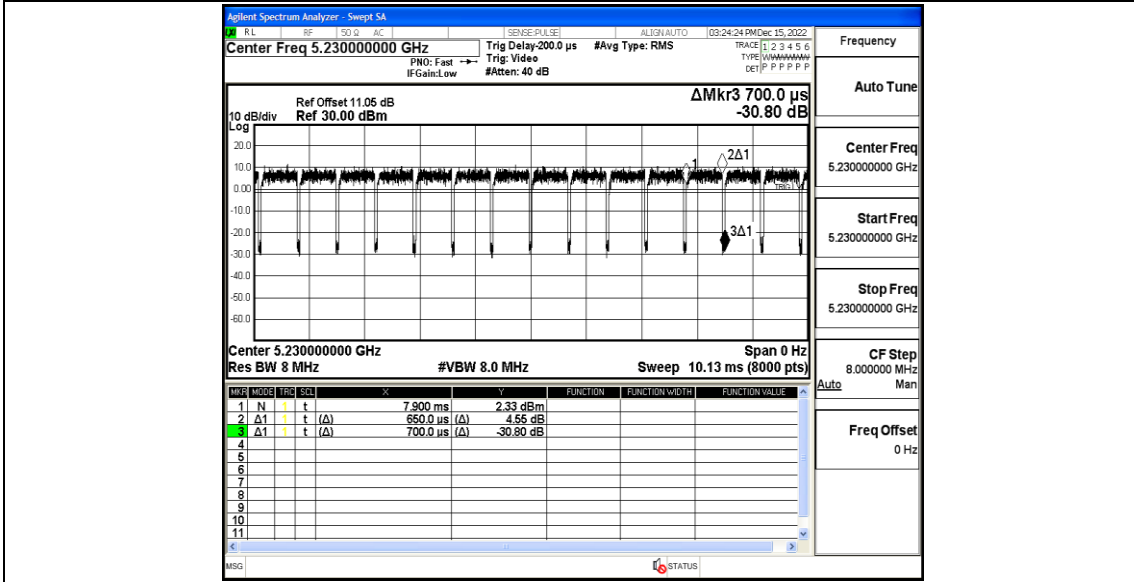 Agilent Spectrum Analyzer - Swept SA
RL RF 50 Ω AC SENSE:PULSE ALIGN AUTO 03:24:24 PM Dec 15, 2022
Center Freq 5.230000000 GHz
PNO: Fast
IFGain:Low
Trig Delay-200.0 µs
Trig: Video
#Atten: 40 dB
#Avg Type: RMS
TRACE 1 2 3 4 5 6
TYPE
DET P P P P P P
Ref Offset 11.05 dB
10 dB/div Ref 30.00 dBm
Log
ΔMkr3 700.0 µs
-30.80 dB
20.0
10.0
0.00
-10.0
-20.0
-30.0
-40.0
-50.0
-60.0
1
2Δ1
TRIG LV
3Δ1
Center 5.230000000 GHz Span 0 Hz
Res BW 8 MHz #VBW 8.0 MHz Sweep 10.13 ms (8000 pts)
MKR MODE TRC SCL X Y FUNCTION FUNCTION WIDTH FUNCTION VALUE
1 N 1 t 7.900 ms 2.33 dBm
2 Δ1 1 t (Δ) 650.0 µs (Δ) 4.55 dB
3 Δ1 1 t (Δ) 700.0 µs (Δ) -30.80 dB
4
5
6
7
8
9
10
11
MSG STATUS
Frequency
Auto Tune
Center Freq
5.230000000 GHz
Start Freq
5.230000000 GHz
Stop Freq
5.230000000 GHz
CF Step
8.000000 MHz
Auto Man
Freq Offset
0 Hz